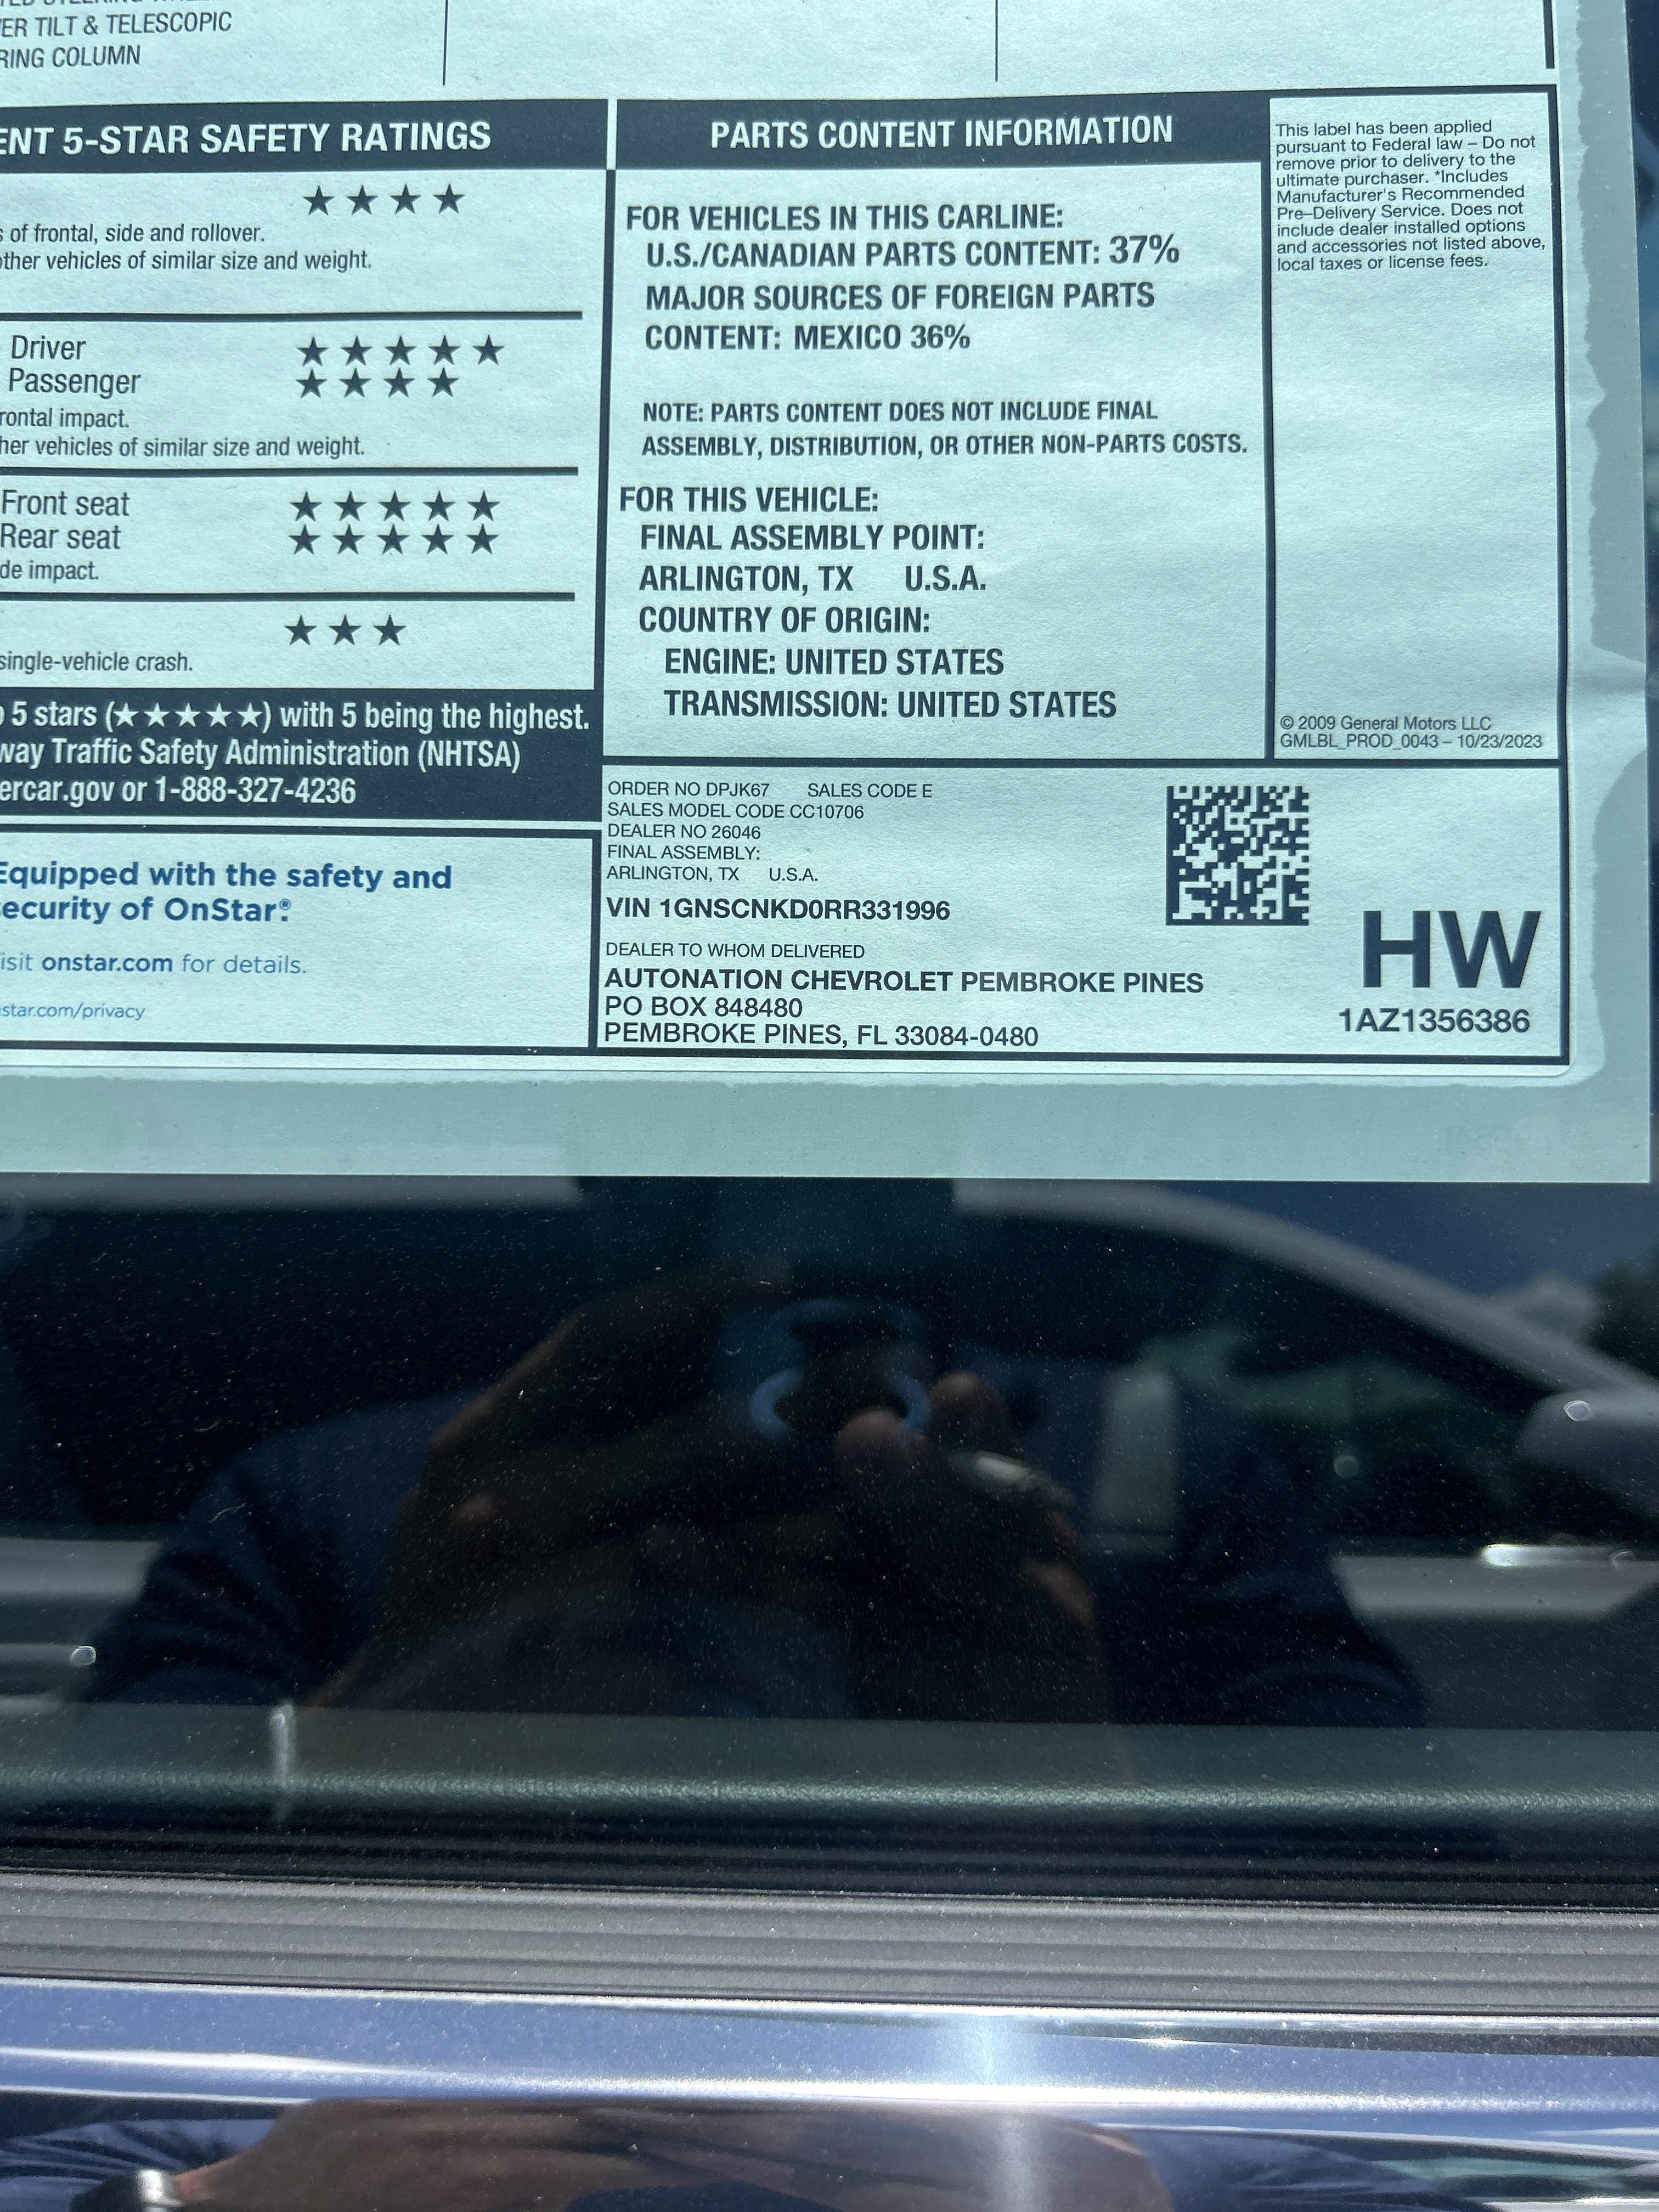 ER TILT & TELESCOPIC
RING COLUMN
ENT 5-STAR SAFETY RATINGS
★★★★
s of frontal, side and rollover.
other vehicles of similar size and weight.
Driver ★★★★★
Passenger ★★★★
rontal impact.
her vehicles of similar size and weight.
Front seat ★★★★★
Rear seat ★★★★★
de impact.
★★★
single-vehicle crash.
o 5 stars (★★★★★) with 5 being the highest.
way Traffic Safety Administration (NHTSA)
ercar.gov or 1-888-327-4236
Equipped with the safety and
ecurity of OnStar®.
isit onstar.com for details.
star.com/privacy
PARTS CONTENT INFORMATION
FOR VEHICLES IN THIS CARLINE:
U.S./CANADIAN PARTS CONTENT: 37%
MAJOR SOURCES OF FOREIGN PARTS
CONTENT: MEXICO 36%
NOTE: PARTS CONTENT DOES NOT INCLUDE FINAL
ASSEMBLY, DISTRIBUTION, OR OTHER NON-PARTS COSTS.
FOR THIS VEHICLE:
FINAL ASSEMBLY POINT:
ARLINGTON, TX U.S.A.
COUNTRY OF ORIGIN:
ENGINE: UNITED STATES
TRANSMISSION: UNITED STATES
This label has been applied
pursuant to Federal law – Do not
remove prior to delivery to the
ultimate purchaser. *Includes
Manufacturer's Recommended
Pre–Delivery Service. Does not
include dealer installed options
and accessories not listed above,
local taxes or license fees.
© 2009 General Motors LLC
GMLBL_PROD_0043 – 10/23/2023
ORDER NO DPJK67 SALES CODE E
SALES MODEL CODE CC10706
DEALER NO 26046
FINAL ASSEMBLY:
ARLINGTON, TX U.S.A.
VIN 1GNSCNKD0RR331996
DEALER TO WHOM DELIVERED
AUTONATION CHEVROLET PEMBROKE PINES
PO BOX 848480
PEMBROKE PINES, FL 33084-0480
HW
1AZ1356386